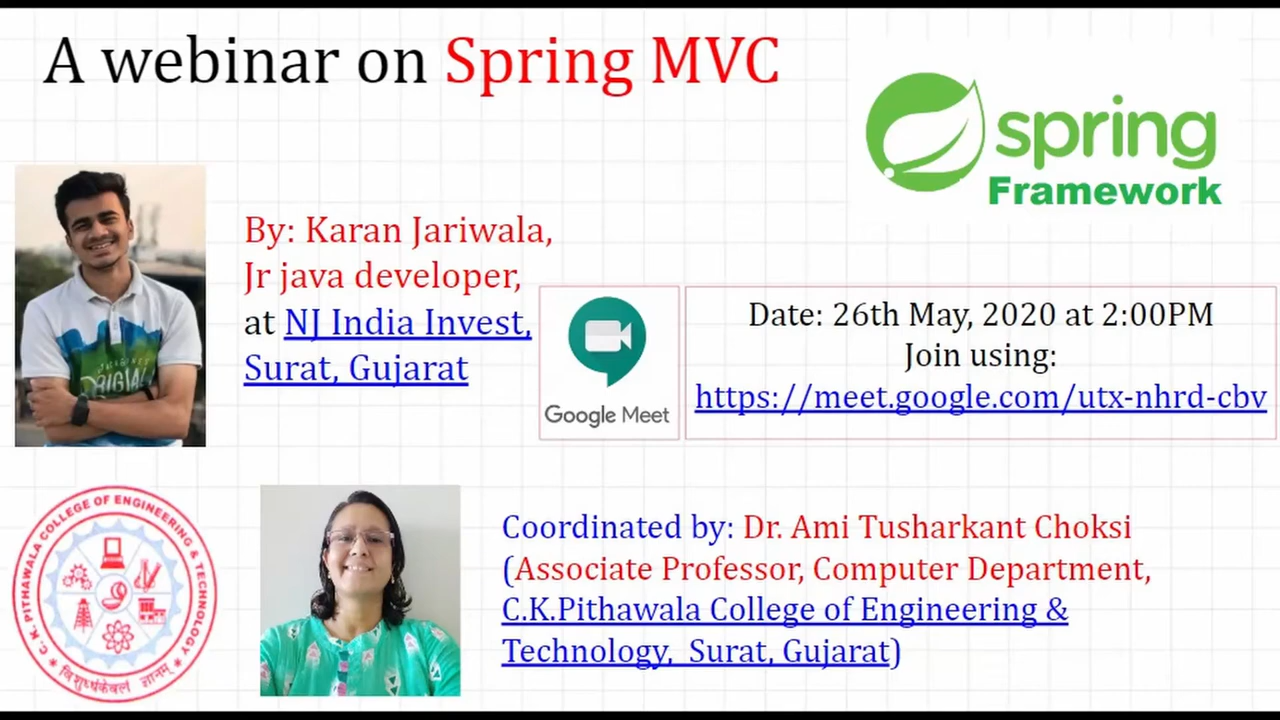 A webinar on Spring MVC
spring
Framework
By: Karan Jariwala,
Jr java developer,
at NJ India Invest,
Surat, Gujarat
Google Meet
Date: 26th May, 2020 at 2:00PM
Join using:
https://meet.google.com/utx-nhrd-cbv
C. K. PITHAWALA COLLEGE OF ENGINEERING & TECHNOLOGY
Coordinated by: Dr. Ami Tusharkant Choksi
(Associate Professor, Computer Department,
C.K.Pithawala College of Engineering &
Technology, Surat, Gujarat)